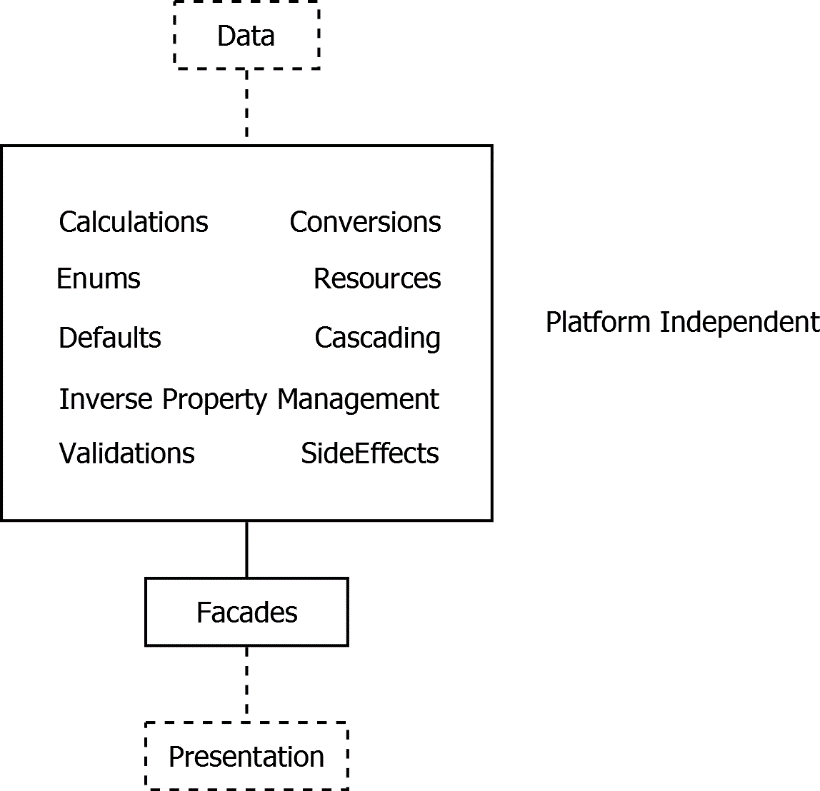 Data
Calculations Conversions
Enums Resources
Defaults Cascading
Platform Independent
Inverse Property Management
Validations SideEffects
Facades
Presentation